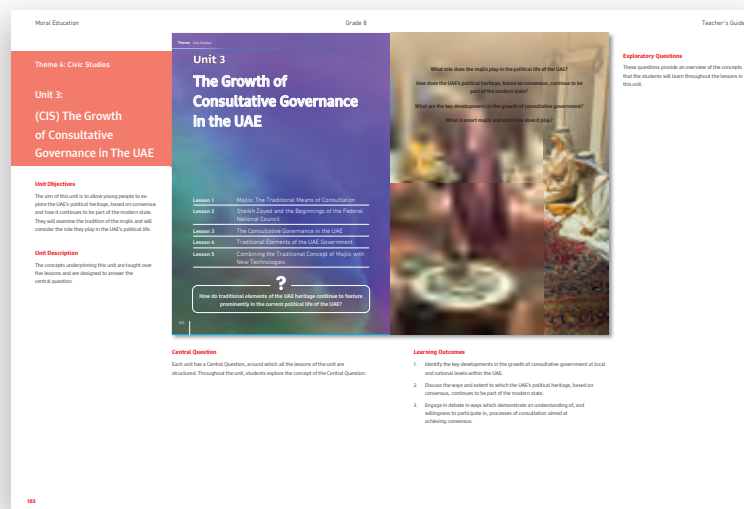 Moral Education
Grade 8
Teacher's Guide
Theme 4: Civic Studies
Unit 3:
(CIS) The Growth
of Consultative
Governance in The UAE
Unit Objectives
The aim of this unit is to allow young people to ex-
plore the UAE's political heritage, based on consensus
and how it continues to be part of the modern state.
They will examine the tradition of the majlis and will
consider the role they play in the UAE's political life.
Unit Description
The concepts underpinning this unit are taught over
five lessons and are designed to answer the
central question.
Theme Civic Studies
Unit 3
The Growth of
Consultative Governance
in the UAE
Lesson 1 Majlis: The Traditional Means of Consultation
Lesson 2 Sheikh Zayed and the Beginnings of the Federal
National Council
Lesson 3 The Consultative Governance in the UAE
Lesson 4 Traditional Elements of the UAE Government
Lesson 5 Combining the Traditional Concept of Majlis with
New Technologies
?
How do traditional elements of the UAE heritage continue to feature
prominently in the current political life of the UAE?
What role does the majlis play in the political life of the UAE?
How does the UAE's political heritage, based on consensus, continue to be
part of the modern state?
What are the key developments in the growth of consultative government?
What is smart majlis and what role does it play?
Exploratory Questions
These questions provide an overview of the concepts
that the students will learn throughout the lessons in
this unit.
Central Question
Each unit has a Central Question, around which all the lessons of the unit are
structured. Throughout the unit, students explore the concept of the Central Question.
Learning Outcomes
1. Identify the key developments in the growth of consultative government at local
and national levels within the UAE.
2. Discuss the ways and extent to which the UAE's political heritage, based on
consensus, continues to be part of the modern state.
3. Engage in debate in ways which demonstrate an understanding of, and
willingness to participate in, processes of consultation aimed at
achieving consensus.
103